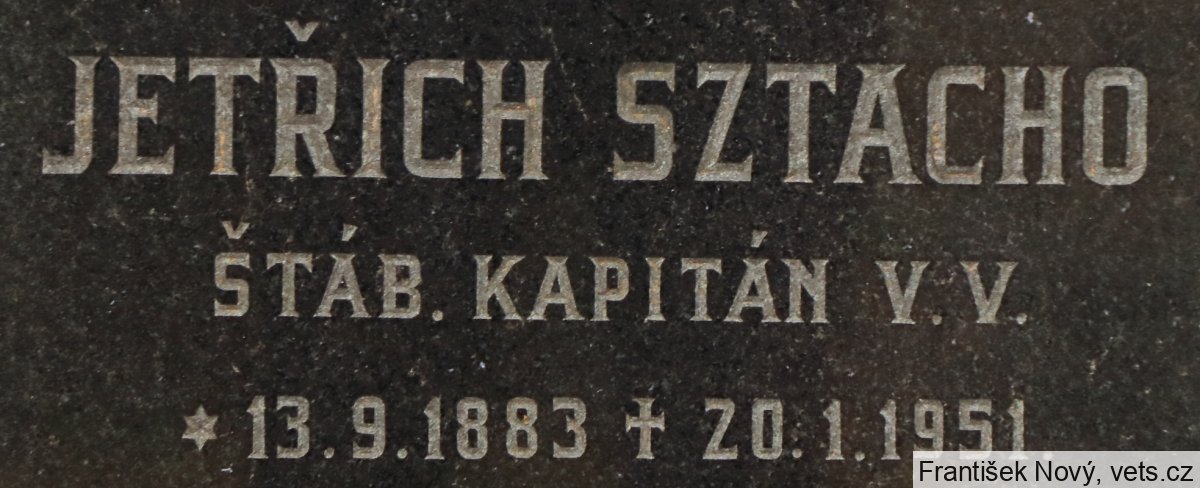 JETŘICH SZTACHO
ŠTÁB. KAPITÁN V.V.
* 13.9.1883 ✝ 20.1.1951.
František Nový, vets.cz